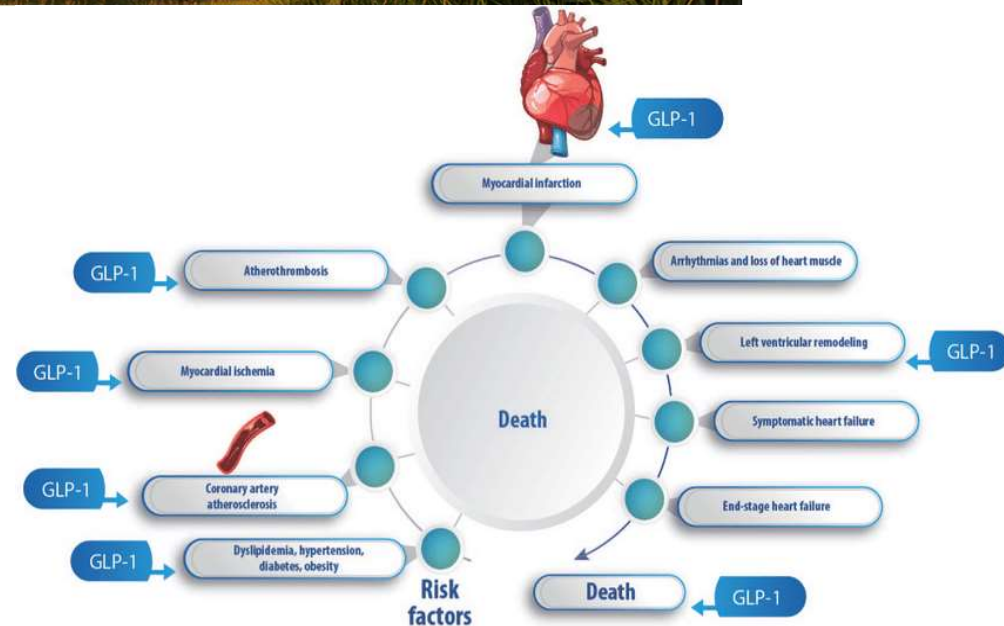 GLP-1
Myocardial infarction
GLP-1
Atherothrombosis
Arrhythmias and loss of heart muscle
GLP-1
Myocardial ischemia
Left ventricular remodeling
GLP-1
Death
Symptomatic heart failure
GLP-1
Coronary artery
atherosclerosis
End-stage heart failure
GLP-1
Dyslipidemia, hypertension,
diabetes, obesity
Risk
factors
Death
GLP-1